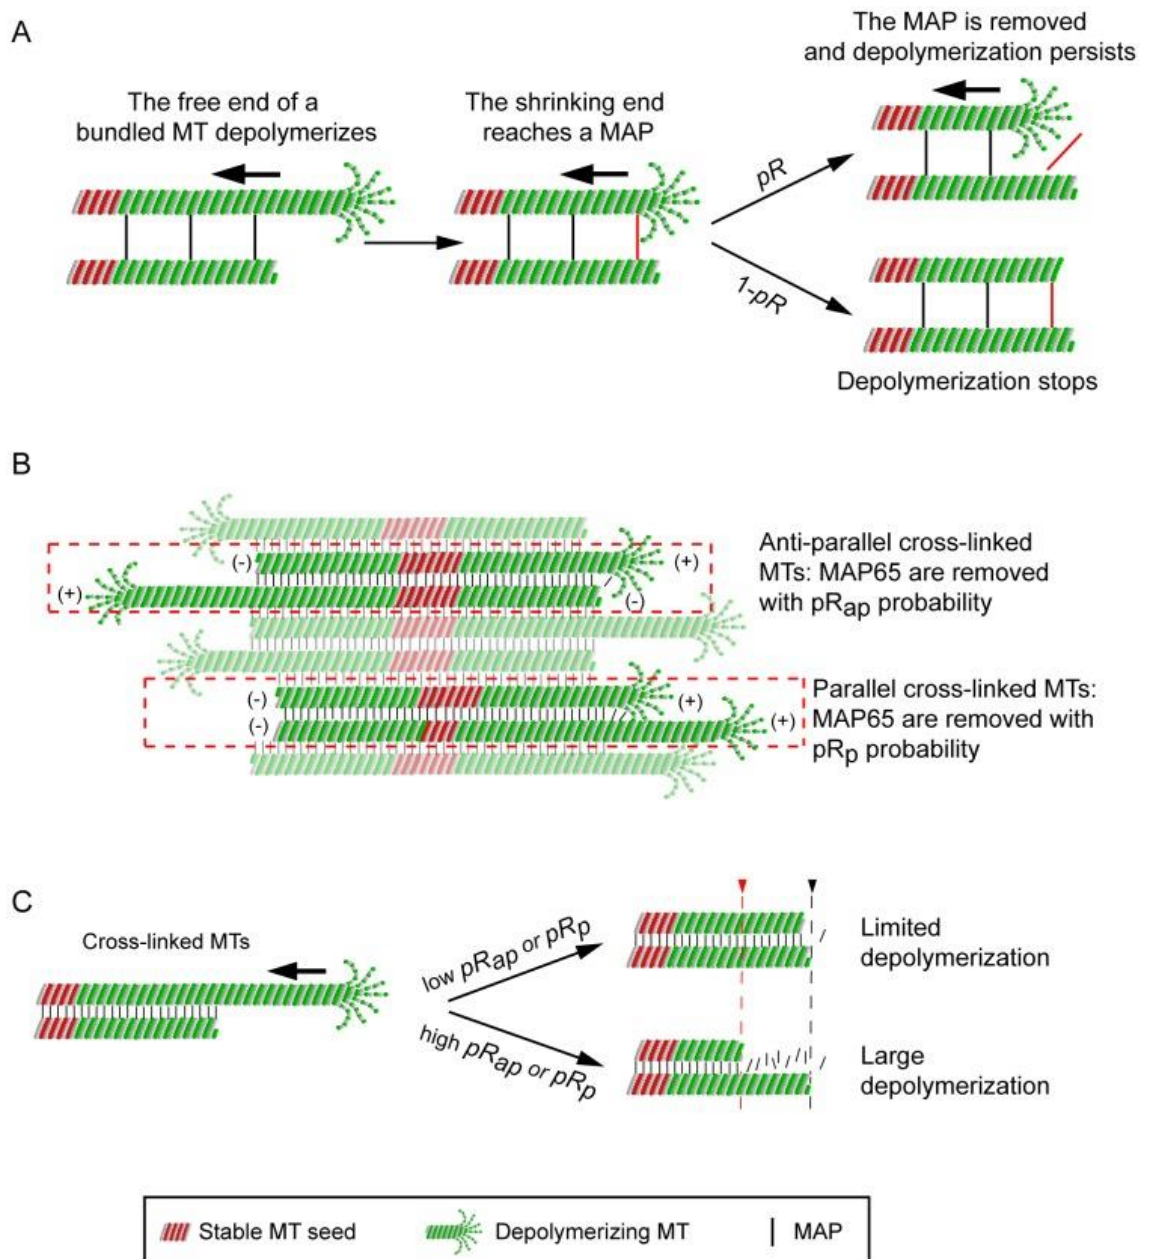 A
The free end of a
bundled MT depolymerizes
The shrinking end
reaches a MAP
The MAP is removed
and depolymerization persists
pR
1-pR
Depolymerization stops
B
(-)
(+)
(+)
(-)
Anti-parallel cross-linked
MTs: MAP65 are removed
with pRap probability
(-)
(+)
(-)
(+)
Parallel cross-linked MTs:
MAP65 are removed with
pRp probability
C
Cross-linked MTs
low pRap or pRp
high pRap or pRp
Limited
depolymerization
Large
depolymerization
Stable MT seed
Depolymerizing MT
MAP